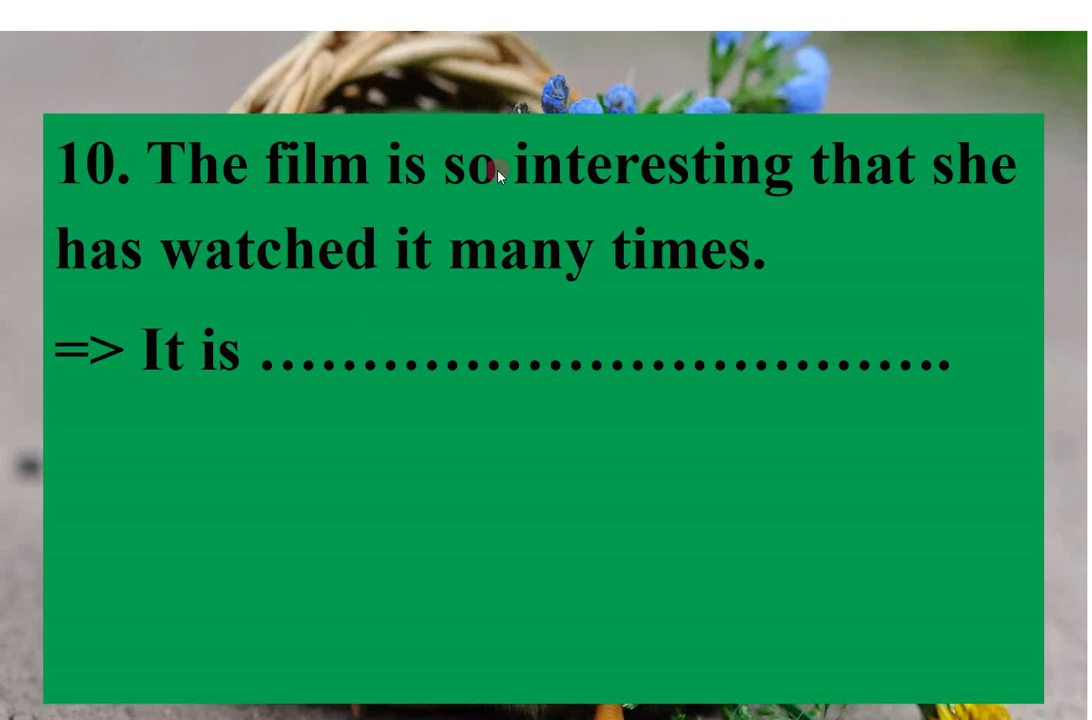 10. The film is so interesting that she
has watched it many times.
=> It is ……………………………….